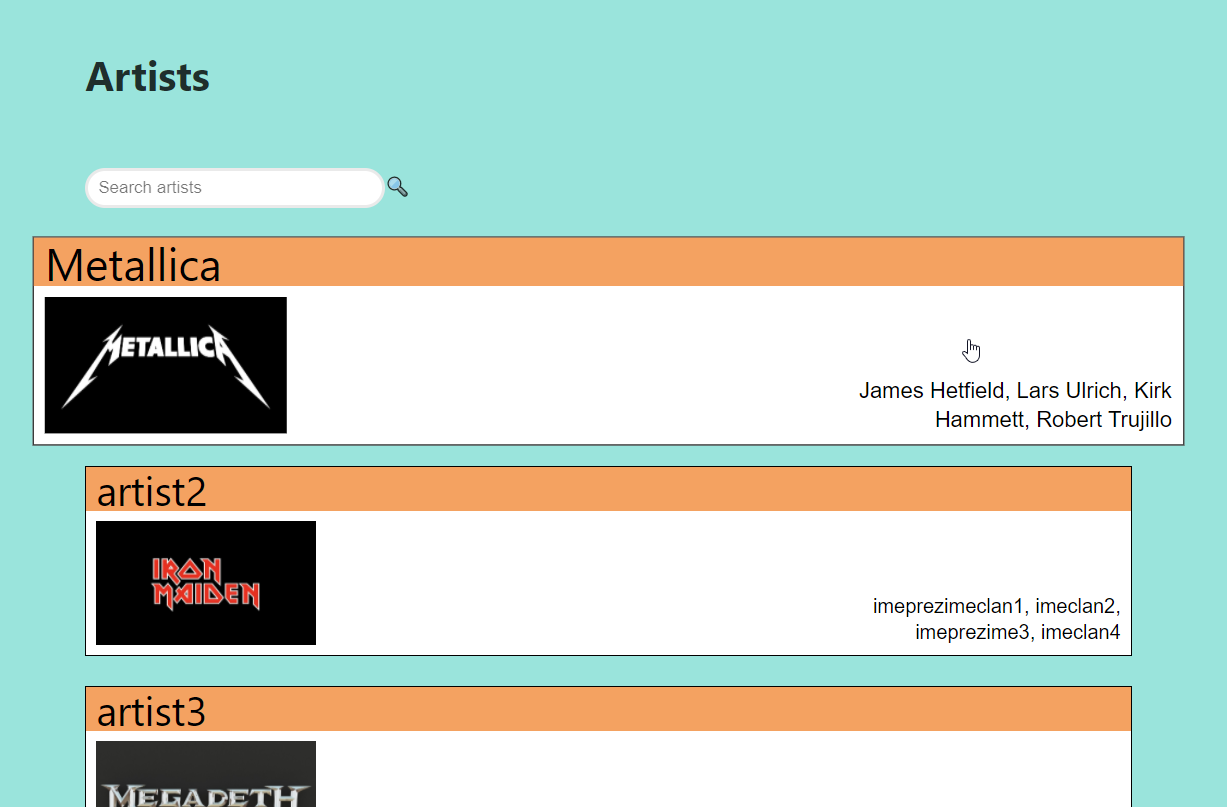 Artists
Search artists
Metallica
METALLICA
James Hetfield, Lars Ulrich, Kirk
Hammett, Robert Trujillo
artist2
IRON
MAIDEN
imeprezimeclan1, imeclan2,
imeprezime3, imeclan4
artist3
MEGADETH